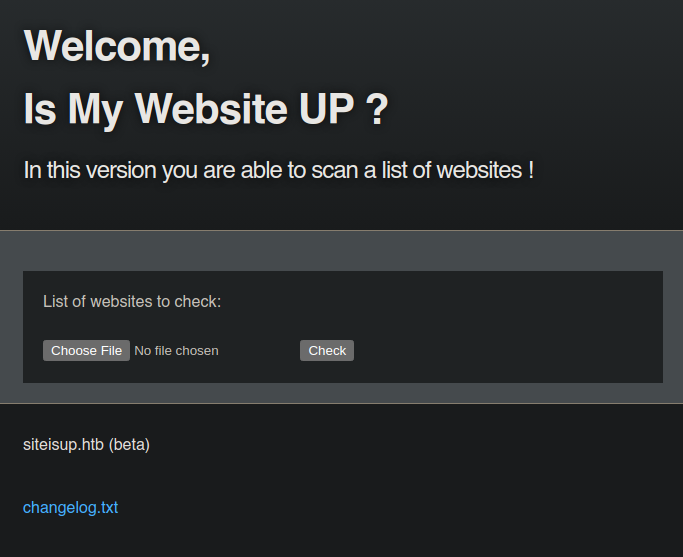 Welcome,
Is My Website UP ?
In this version you are able to scan a list of websites !
List of websites to check:
Choose File No file chosen Check
siteisup.htb (beta)
changelog.txt